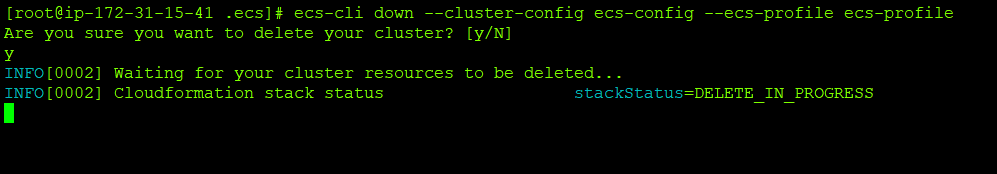 [root@ip-172-31-15-41 .ecs]# ecs-cli down --cluster-config ecs-config --ecs-profile ecs-profile
Are you sure you want to delete your cluster? [y/N]
y
INFO[0002] Waiting for your cluster resources to be deleted...
INFO[0002] Cloudformation stack status                   stackStatus=DELETE_IN_PROGRESS